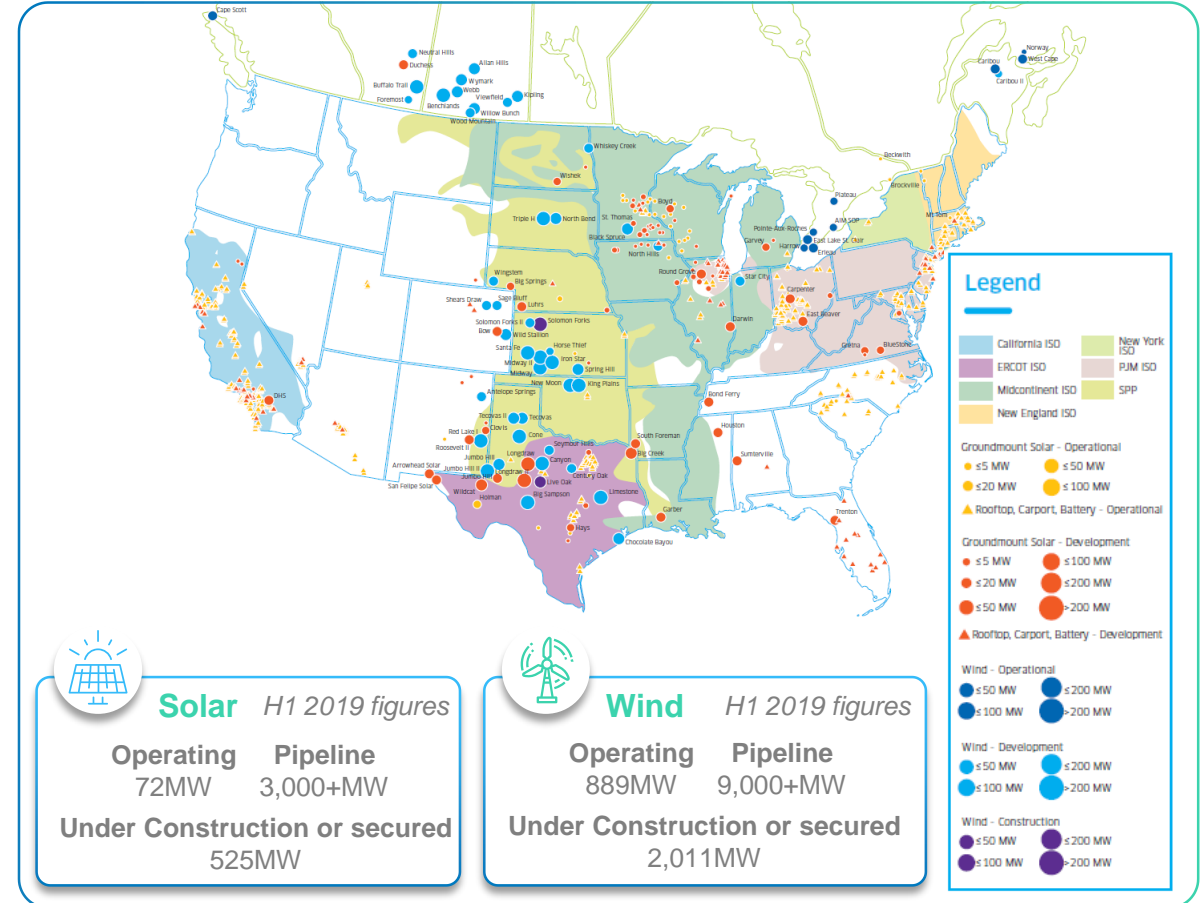 Cape Scott
Neutral Hills
Duchess
Allan Hills
Wymark
Buffalo Trail
Webb
Kipling
Viewfield
Foremost
Benchlands
Willow Bunch
Wood Mountain
Norway
West Cape
Caribou
Caribou II
Whiskey Creek
Wishek
Beckwith
Brockville
Plateau
Boyd
St. Thomas
Triple H
North Bend
Black Spruce
North Hills
Pointe-Aux-Roches
AIM SOP
East Lake St. Clair
Garvey
Harrow
Erieau
Mt Tom
Round Grove
Star City
Wingstem
Big Springs
Carpenter
Shears Draw
Sage Bluff
Luhrs
East Beaver
Darwin
Solomon Forks II
Solomon Forks
Bow
Wild Stallion
Gretna
BlueStone
Santa Fe
Horse Thief
Iron Star
Midway II
Midway
Spring Hill
New Moon
King Plains
DHS
Antelope Springs
Bond Ferry
Tecovas II
Tecovas
Clovis
Houston
Red Lake I
Cone
Roosevelt II
Seymour Hills
South Foreman
Big Creek
Sumterville
Jumbo Hill
Longdraw
Canyon
Arrowhead Solar
Jumbo Hill II
Century Oak
Longdraw II
Jumbo Hill
San Felipe Solar
Wildcat
Live Oak
Holman
Big Sampson
Limestone
Garber
Trenton
Hays
Chocolate Bayou
Legend
California ISO
New York
ISO
ERCOT ISO
PJM ISO
Midcontinent ISO
SPP
New England ISO
Groundmount Solar - Operational
≤5 MW
≤50 MW
≤20 MW
≤100 MW
Rooftop, Carport, Battery - Operational
Groundmount Solar - Development
≤5 MW
≤100 MW
≤20 MW
≤200 MW
≤50 MW
>200 MW
Rooftop, Carport, Battery - Development
Wind - Operational
≤50 MW
≤200 MW
≤100 MW
>200 MW
Wind - Development
≤50 MW
≤200 MW
≤100 MW
>200 MW
Wind - Construction
≤50 MW
≤200 MW
≤100 MW
>200 MW
Solar H1 2019 figures
Operating Pipeline
72MW 3,000+MW
Under Construction or secured
525MW
Wind H1 2019 figures
Operating Pipeline
889MW 9,000+MW
Under Construction or secured
2,011MW